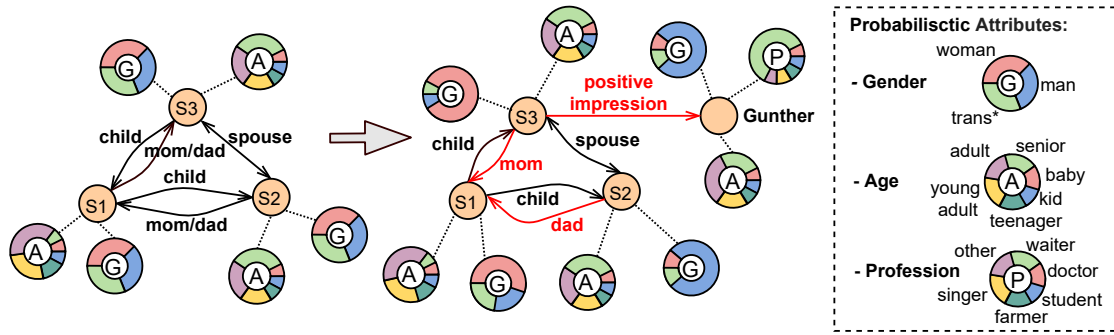 G
A
S3
child
mom/dad
spouse
child
S1
S2
mom/dad
A
G
A
G
A
G
P
G
positive
impression
S3
Gunther
child
spouse
mom
child
S1
S2
dad
A
A
G
A
G
Probabilisctic Attributes:
woman
- Gender
G
man
trans*
adult
senior
- Age
A
baby
young
adult
kid
teenager
other
waiter
- Profession
P
doctor
singer
student
farmer